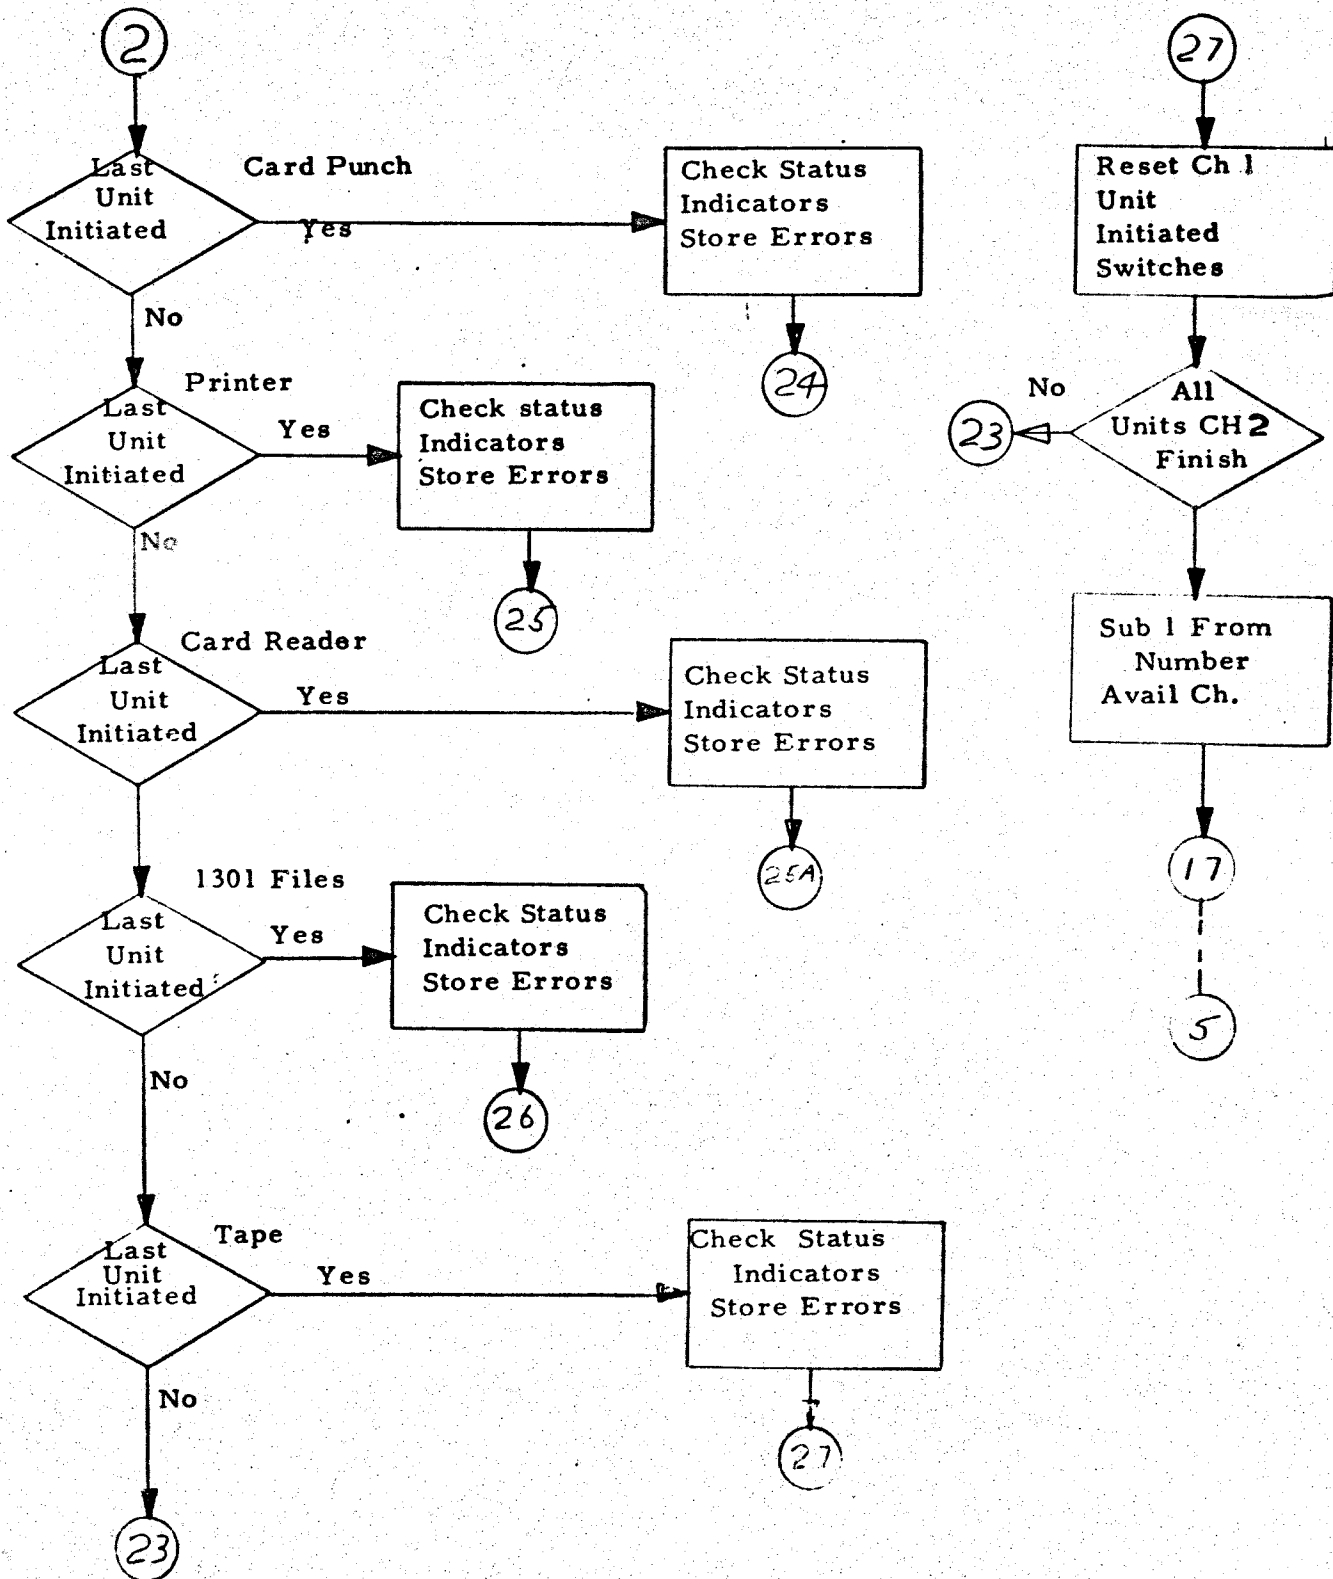 2
Last
Unit
Initiated
Card Punch
Yes
Check Status
Indicators
Store Errors
24
No
Last
Unit
Initiated
Printer
Yes
Check status
Indicators
Store Errors
25
No
Last
Unit
Initiated
Card Reader
Yes
Check Status
Indicators
Store Errors
25A
Last
Unit
Initiated
1301 Files
Yes
Check Status
Indicators
Store Errors
26
No
Last
Unit
Initiated
Tape
Yes
Check Status
Indicators
Store Errors
27
No
23
27
Reset Ch 1
Unit
Initiated
Switches
All
Units CH2
Finish
No
23
Sub 1 From
Number
Avail Ch.
17
5